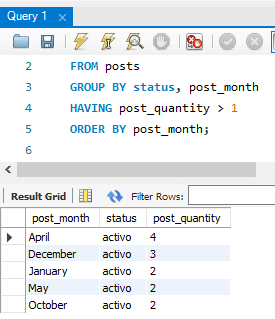 Query 1
2 FROM posts
3 GROUP BY status, post_month
4 HAVING post_quantity > 1
5 ORDER BY post_month;
6
Result Grid Filter Rows:
post_month status post_quantity
April activo 4
December activo 3
January activo 2
May activo 2
October activo 2